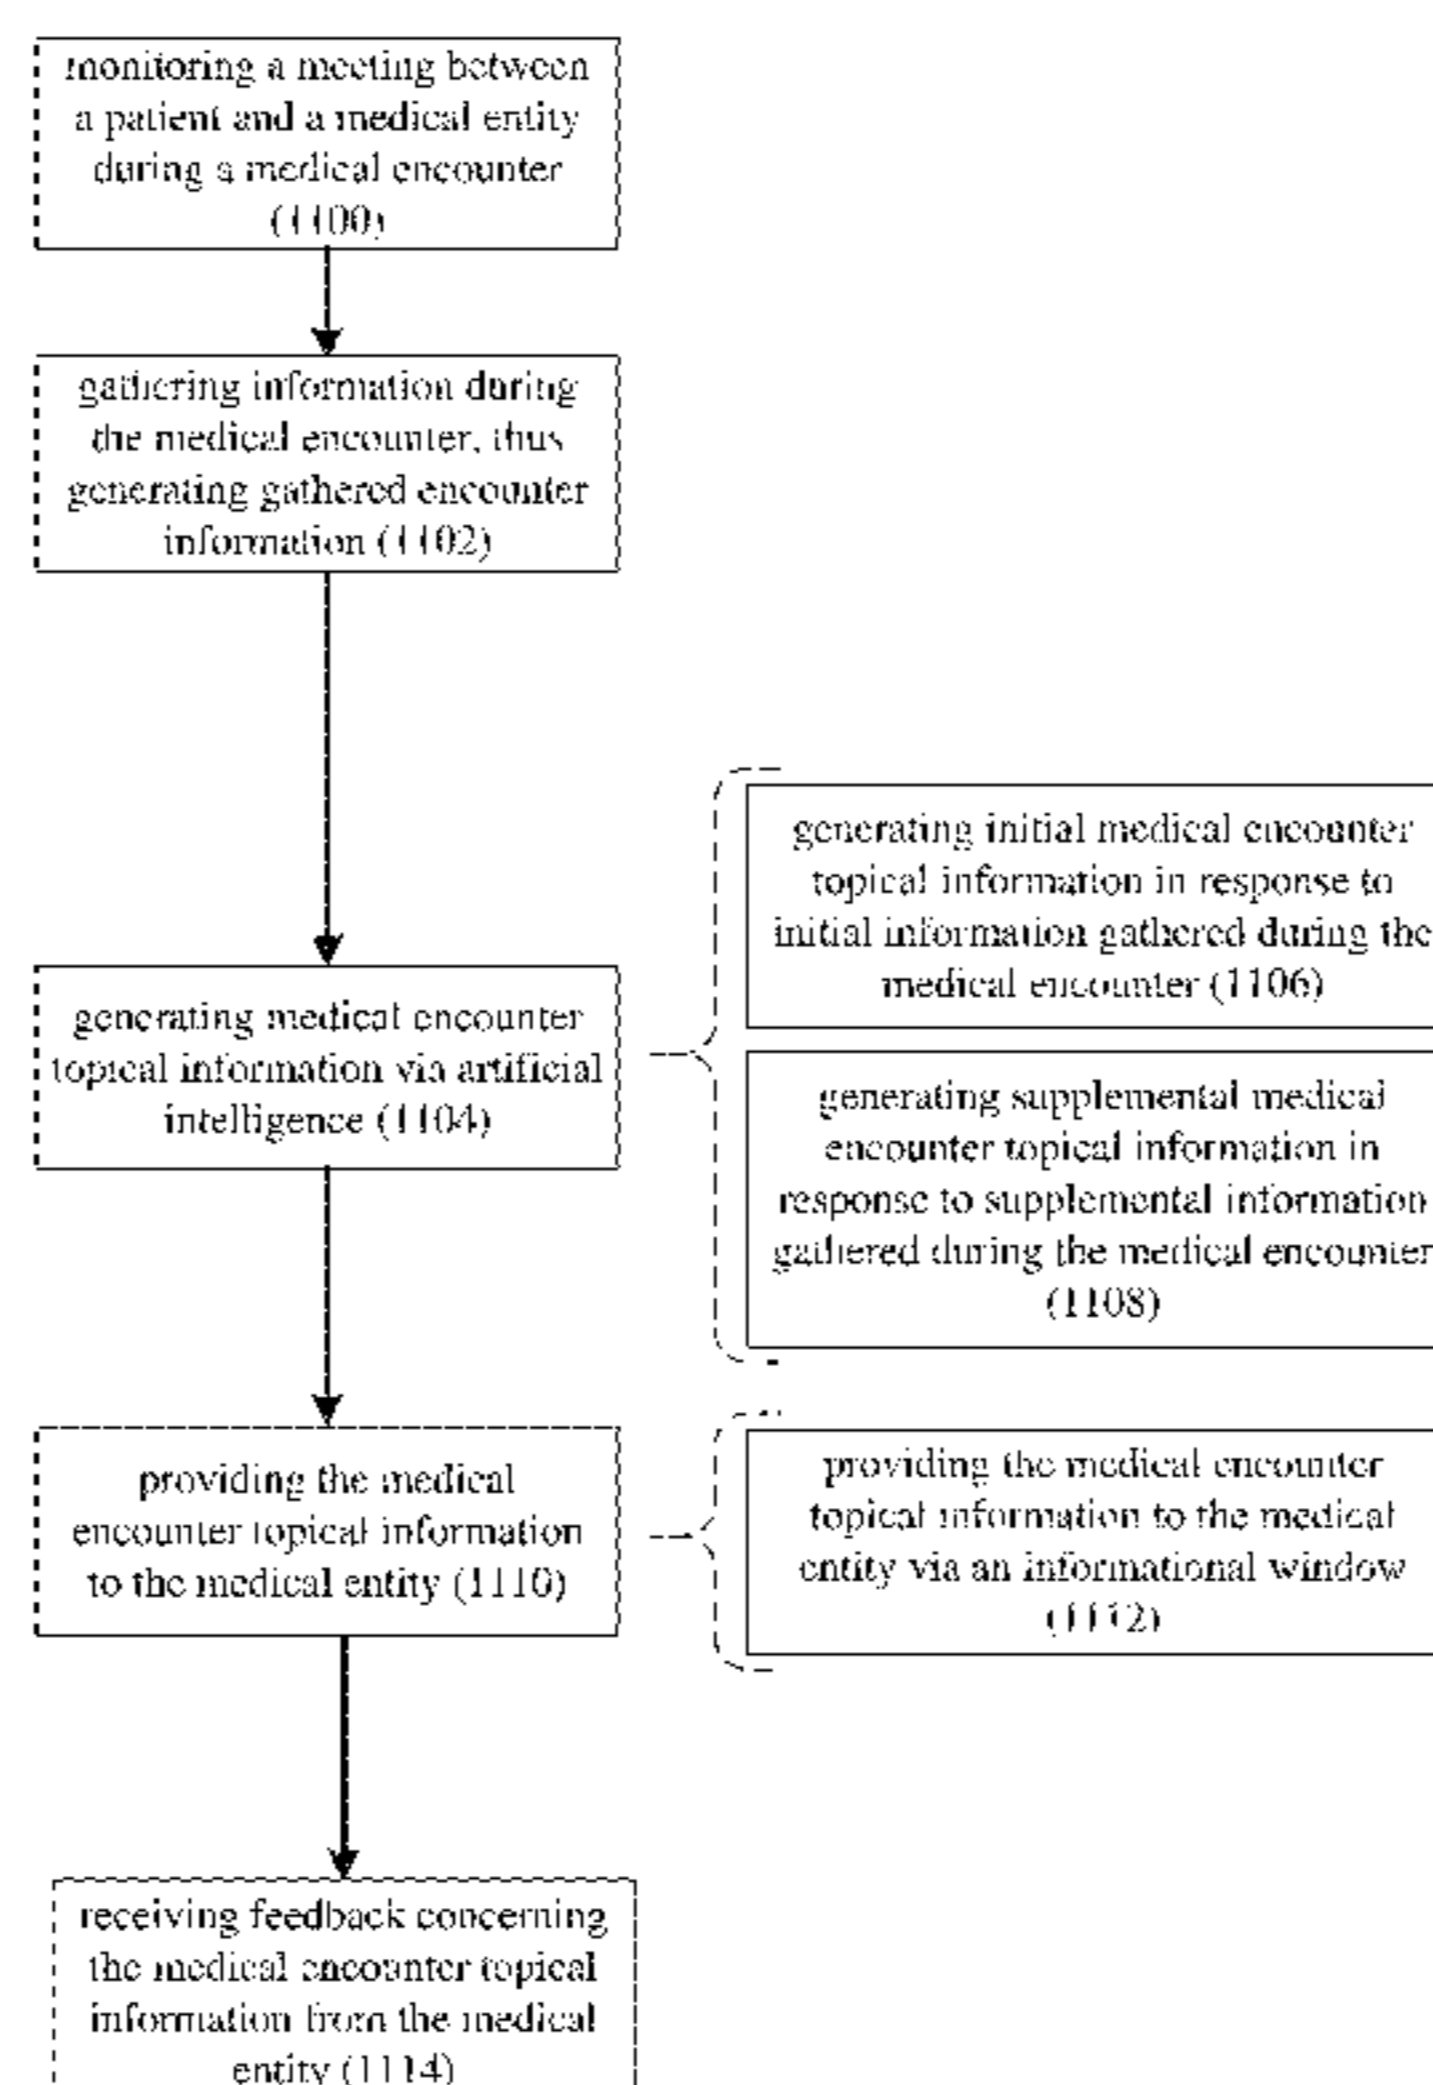 monitoring a meeting between
a patient and a medical entity
during a medical encounter
(1100)
gathering information during
the medical encounter, thus
generating gathered encounter
information (1102)
generating medical encounter
topical information via artificial
intelligence (1104)
generating initial medical encounter
topical information in response to
initial information gathered during the
medical encounter (1106)
generating supplemental medical
encounter topical information in
response to supplemental information
gathered during the medical encounter
(1108)
providing the medical
encounter topical information
to the medical entity (1110)
providing the medical encounter
topical information to the medical
entity via an informational window
(1112)
receiving feedback concerning
the medical encounter topical
information from the medical
entity (1114)